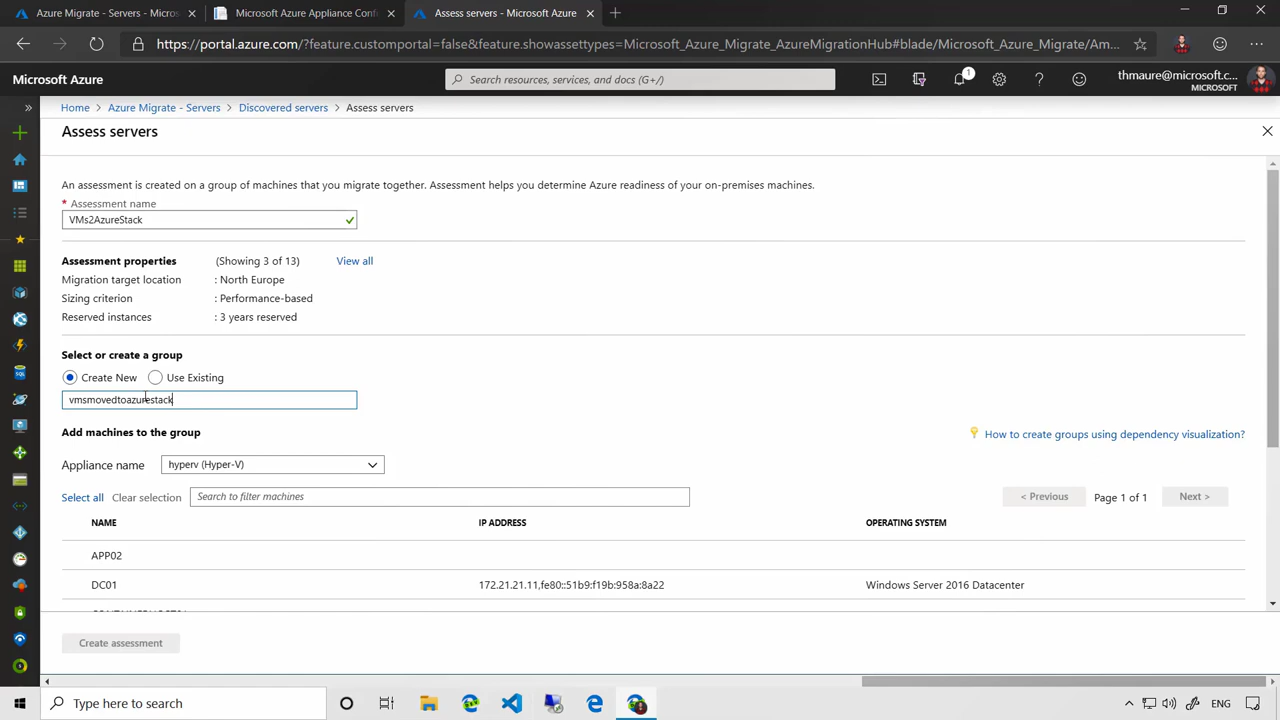 Azure Migrate - Servers - Micros
Microsoft Azure Appliance Conf
Assess servers - Microsoft Azure
https://portal.azure.com/?feature.customportal=false&feature.showassettypes=Microsoft_Azure_Migrate_AzureMigrationHub#blade/Microsoft_Azure_Migrate/Am...
Microsoft Azure
Search resources, services, and docs (G+/)
1
thmaure@microsoft.c...
MICROSOFT
Home > Azure Migrate - Servers > Discovered servers > Assess servers
Assess servers
An assessment is created on a group of machines that you migrate together. Assessment helps you determine Azure readiness of your on-premises machines.
* Assessment name
VMs2AzureStack
Assessment properties (Showing 3 of 13) View all
Migration target location : North Europe
Sizing criterion : Performance-based
Reserved instances : 3 years reserved
Select or create a group
Create New Use Existing
vmsmovedtoazurestack
Add machines to the group
How to create groups using dependency visualization?
Appliance name hyperv (Hyper-V)
Select all Clear selection Search to filter machines < Previous Page 1 of 1 Next >
NAME IP ADDRESS OPERATING SYSTEM
APP02
DC01 172.21.21.11,fe80::51b9:f19b:958a:8a22 Windows Server 2016 Datacenter
Create assessment
Type here to search
ENG